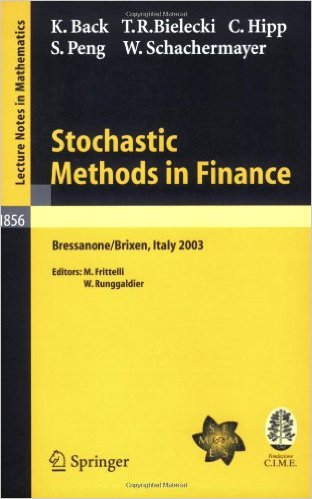 K. Back T.R.Bielecki C. Hipp
S. Peng W. Schachermayer
Lecture Notes in Mathematics
Stochastic
Methods in Finance
1856
Bressanone/Brixen, Italy 2003
Editors: M. Frittelli
W. Runggaldier
Springer
Fondazione
C.I.M.E.